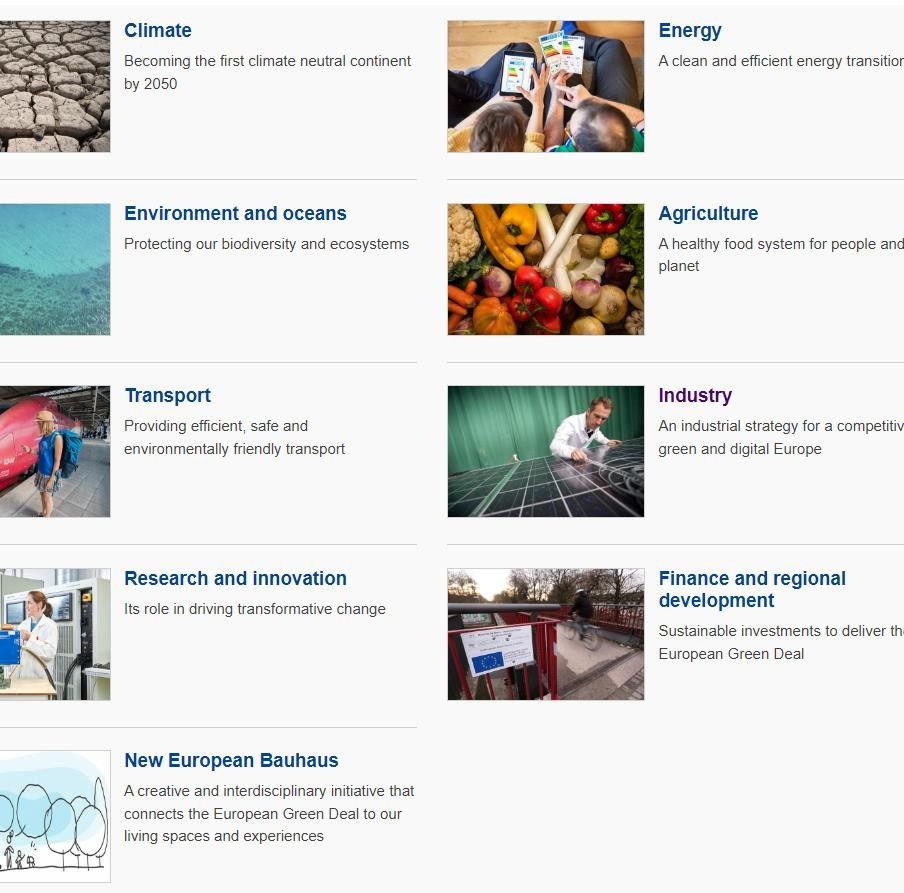 Climate
Becoming the first climate neutral continent
by 2050
Energy
A clean and efficient energy transition
Environment and oceans
Protecting our biodiversity and ecosystems
Agriculture
A healthy food system for people and
planet
Transport
Providing efficient, safe and
environmentally friendly transport
Industry
An industrial strategy for a competitiv
green and digital Europe
Research and innovation
Its role in driving transformative change
Finance and regional
development
Sustainable investments to deliver th
European Green Deal
New European Bauhaus
A creative and interdisciplinary initiative that
connects the European Green Deal to our
living spaces and experiences